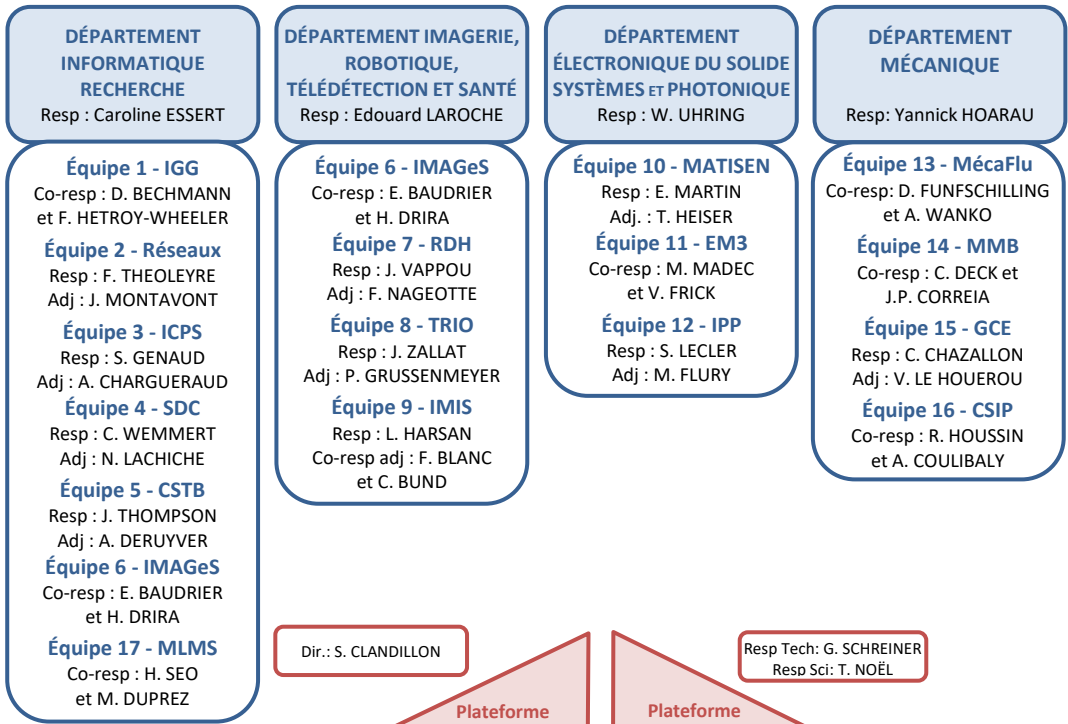 DÉPARTEMENT
INFORMATIQUE
RECHERCHE
Resp : Caroline ESSERT
Équipe 1 - IGG
Co-resp : D. BECHMANN
et F. HETROY-WHEELER
Équipe 2 - Réseaux
Resp : F. THEOLEYRE
Adj : J. MONTAVONT
Équipe 3 - ICPS
Resp : S. GENAUD
Adj : A. CHARGUERAUD
Équipe 4 - SDC
Resp : C. WEMMERT
Adj : N. LACHICHE
Équipe 5 - CSTB
Resp : J. THOMPSON
Adj : A. DERUYVER
Équipe 6 - IMAGeS
Co-resp : E. BAUDRIER
et H. DRIRA
Équipe 17 - MLMS
Co-resp : H. SEO
et M. DUPREZ
DÉPARTEMENT IMAGERIE,
ROBOTIQUE,
TÉLÉDÉTECTION ET SANTÉ
Resp : Edouard LAROCHE
Équipe 6 - IMAGeS
Co-resp : E. BAUDRIER
et H. DRIRA
Équipe 7 - RDH
Resp : J. VAPPOU
Adj : F. NAGEOTTE
Équipe 8 - TRIO
Resp : J. ZALLAT
Adj : P. GRUSSENMEYER
Équipe 9 - IMIS
Resp : L. HARSAN
Co-resp adj : F. BLANC
et C. BUND
DÉPARTEMENT
ÉLECTRONIQUE DU SOLIDE
SYSTÈMES ET PHOTONIQUE
Resp : W. UHRING
Équipe 10 - MATISEN
Resp : E. MARTIN
Adj. : T. HEISER
Équipe 11 - EM3
Co-resp : M. MADEC
et V. FRICK
Équipe 12 - IPP
Resp : S. LECLER
Adj : M. FLURY
DÉPARTEMENT
MÉCANIQUE
Resp: Yannick HOARAU
Équipe 13 - MécaFlu
Co-resp: D. FUNFSCHILLING
et A. WANKO
Équipe 14 - MMB
Co-resp : C. DECK et
J.P. CORREIA
Équipe 15 - GCE
Resp : C. CHAZALLON
Adj : V. LE HOUEROU
Équipe 16 - CSIP
Co-resp : R. HOUSSIN
et A. COULIBALY
Dir.: S. CLANDILLON
Resp Tech: G. SCHREINER
Resp Sci: T. NOËL
Plateforme
Plateforme